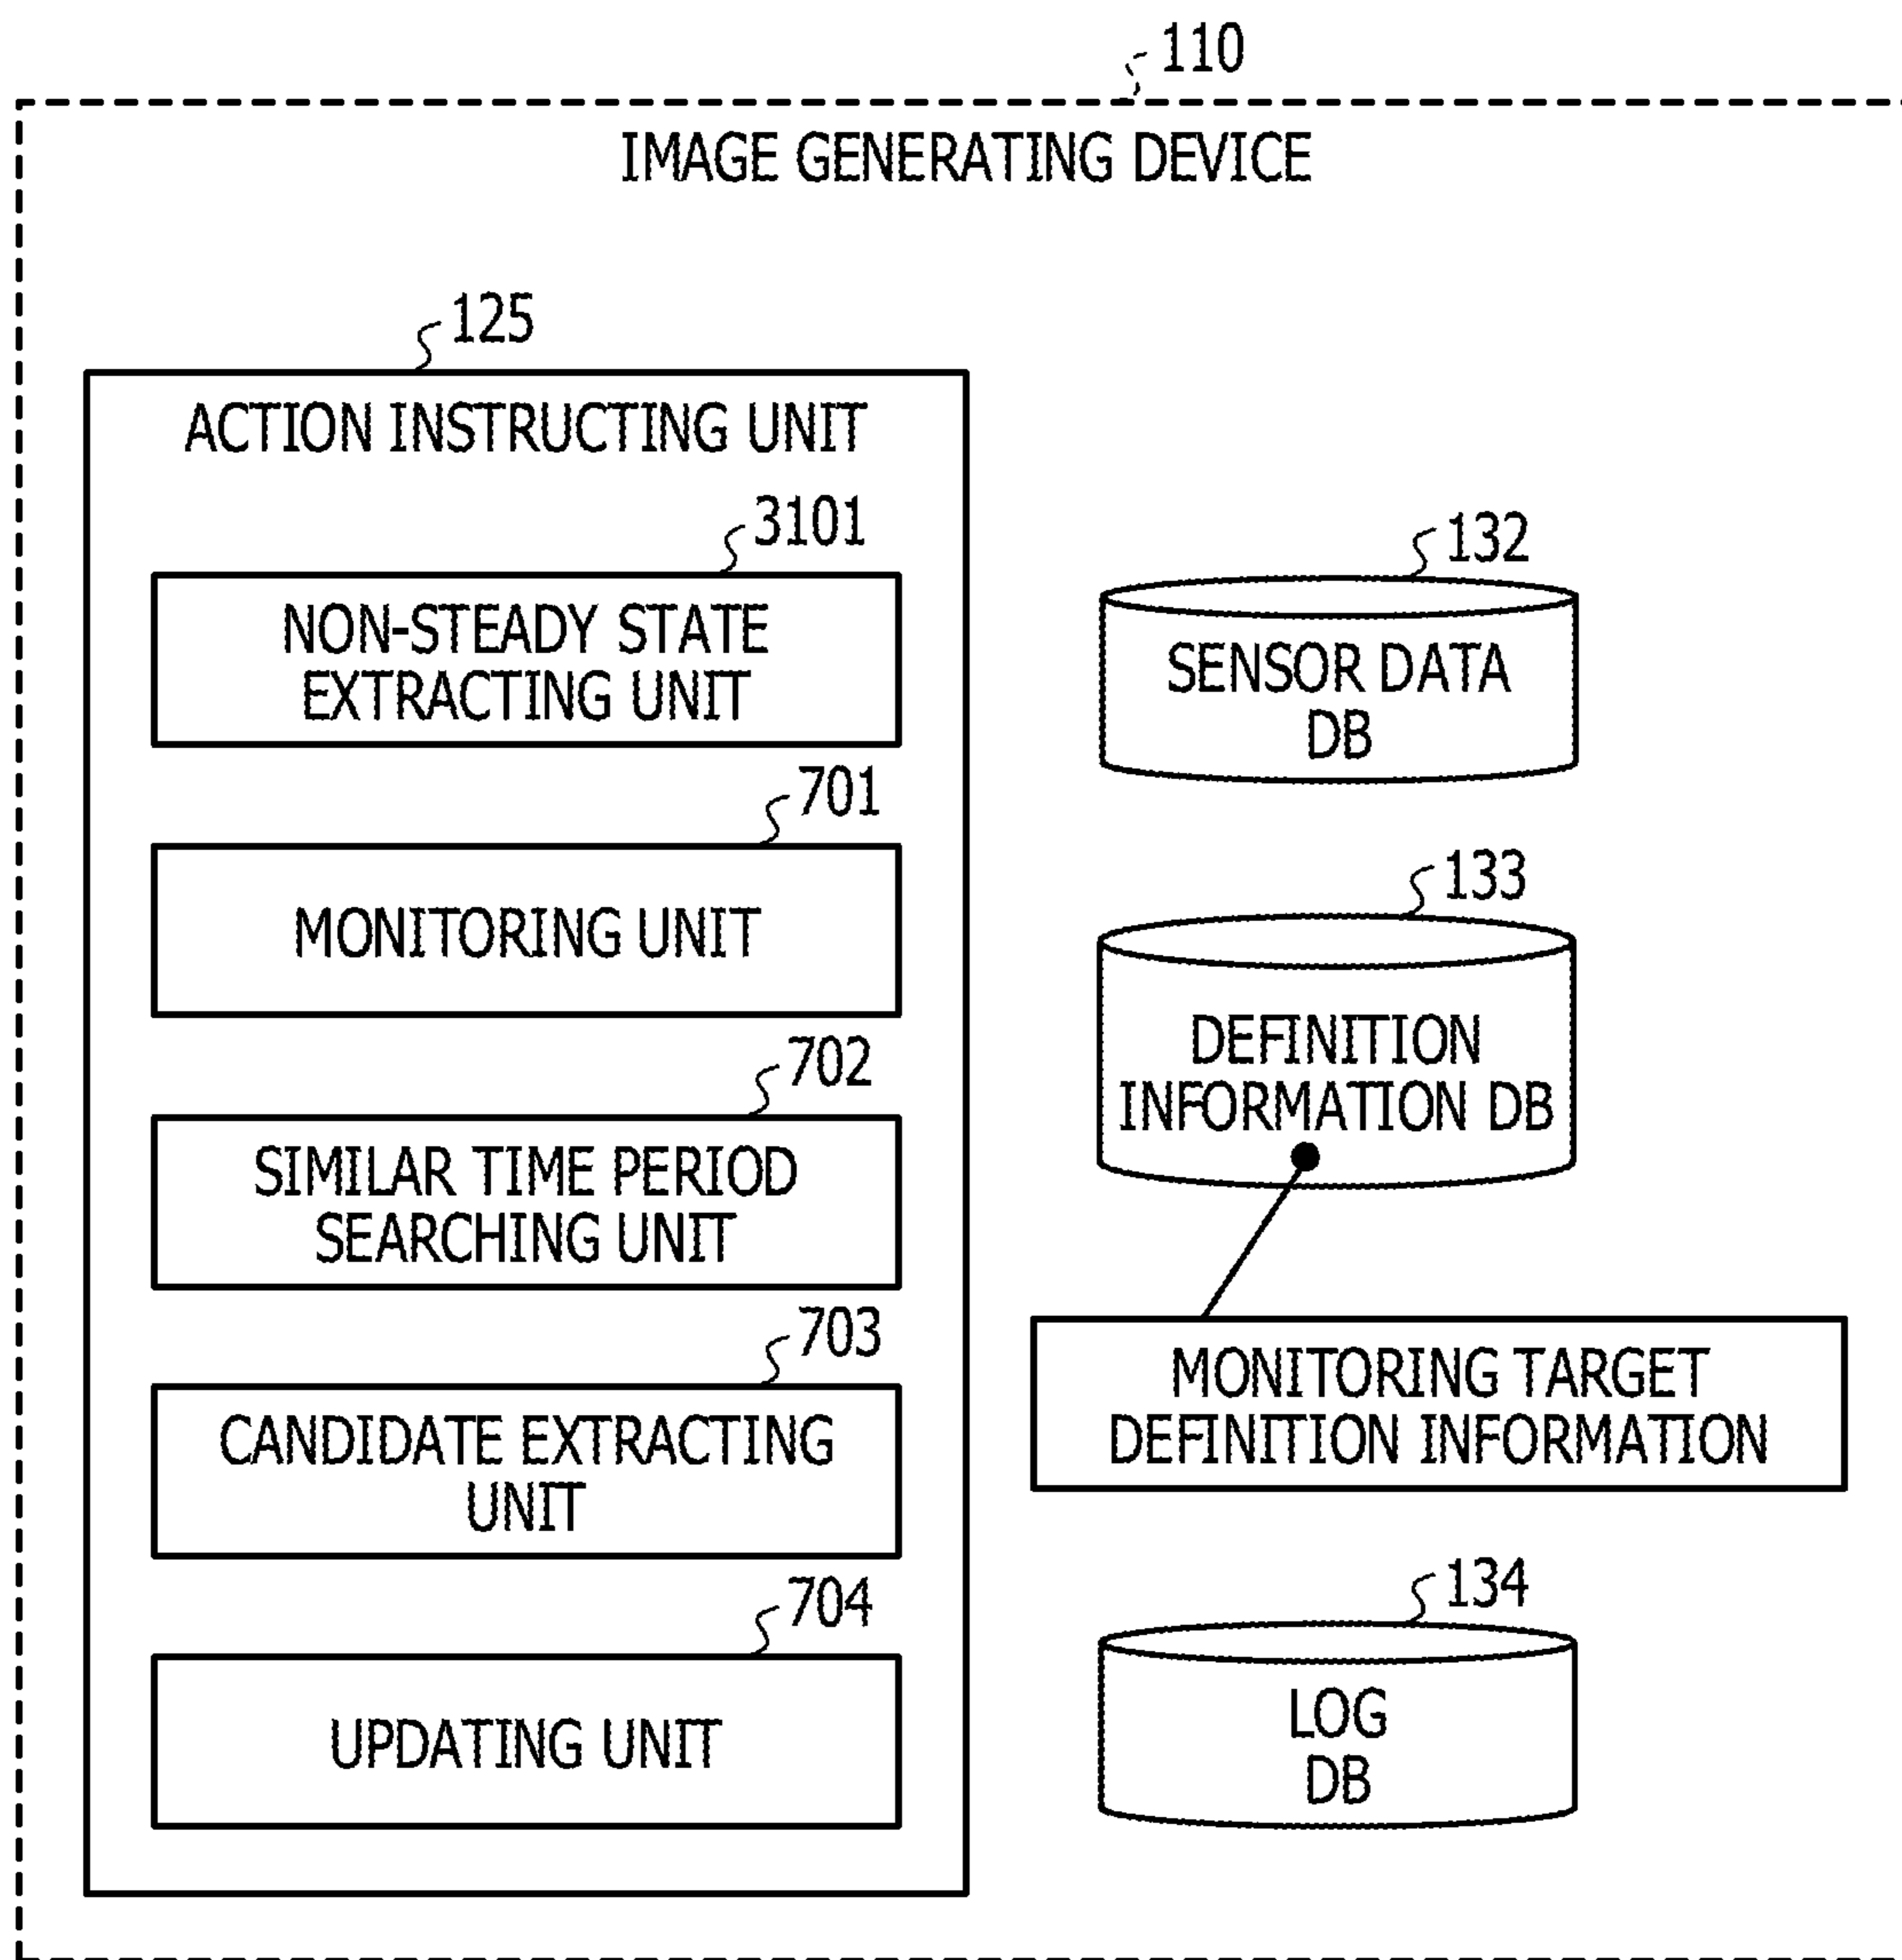 110
IMAGE GENERATING DEVICE
125
ACTION INSTRUCTING UNIT
3101
NON-STEADY STATE
EXTRACTING UNIT
701
MONITORING UNIT
702
SIMILAR TIME PERIOD
SEARCHING UNIT
703
CANDIDATE EXTRACTING
UNIT
704
UPDATING UNIT
132
SENSOR DATA
DB
133
DEFINITION
INFORMATION DB
MONITORING TARGET
DEFINITION INFORMATION
134
LOG
DB